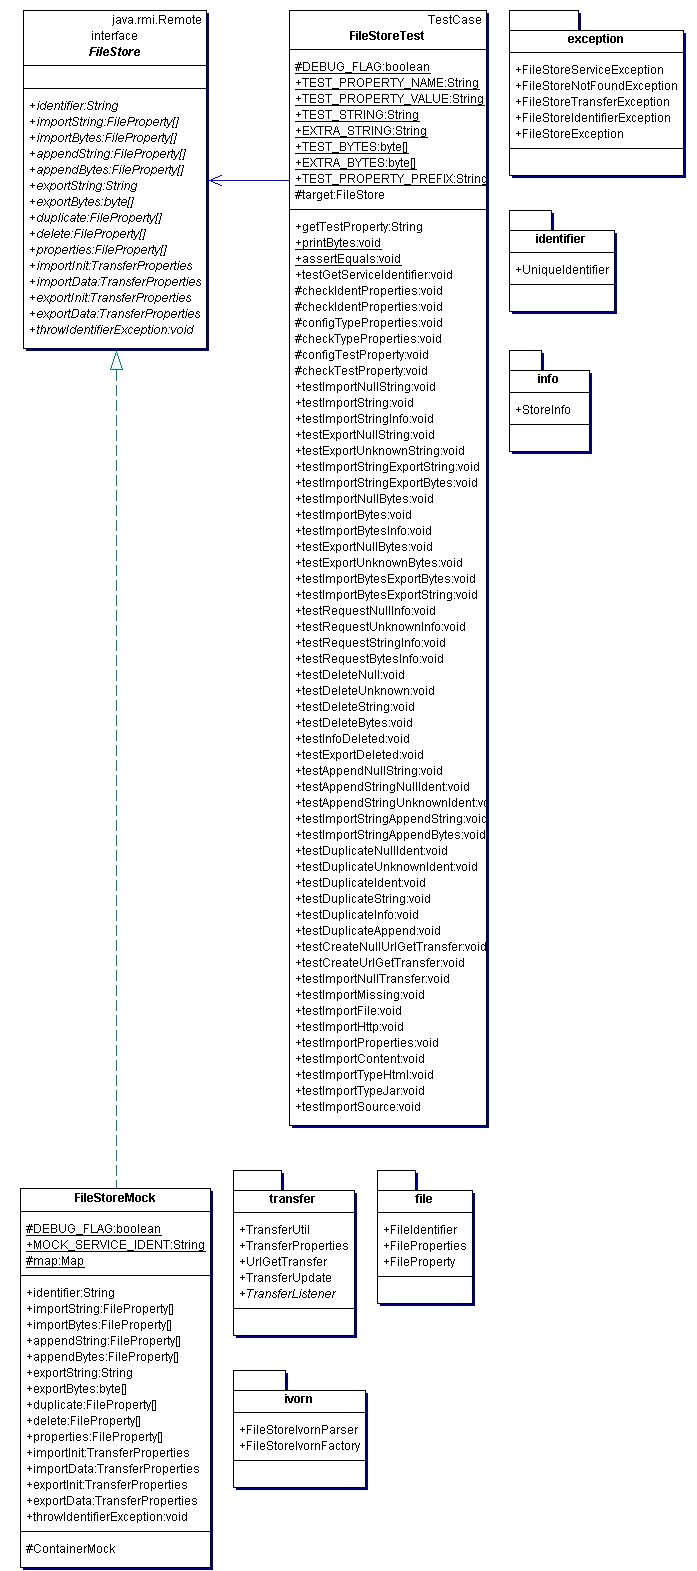 java.rmi.Remote
interface
FileStore
+identifier:String
+importString:FileProperty[]
+importBytes:FileProperty[]
+appendString:FileProperty[]
+appendBytes:FileProperty[]
+exportString:String
+exportBytes:byte[]
+duplicate:FileProperty[]
+delete:FileProperty[]
+properties:FileProperty[]
+importInit:TransferProperties
+importData:TransferProperties
+exportInit:TransferProperties
+exportData:TransferProperties
+throwIdentifierException:void
TestCase
FileStoreTest
#DEBUG_FLAG:boolean
+TEST_PROPERTY_NAME:String
+TEST_PROPERTY_VALUE:String
+TEST_STRING:String
+EXTRA_STRING:String
+TEST_BYTES:byte[]
+EXTRA_BYTES:byte[]
+TEST_PROPERTY_PREFIX:String
#target:FileStore
+getTestProperty:String
+printBytes:void
+assertEquals:void
+testGetServiceIdentifier:void
#checkIdentProperties:void
#checkIdentProperties:void
#configTypeProperties:void
#checkTypeProperties:void
#configTestProperty:void
#checkTestProperty:void
+testImportNullString:void
+testImportString:void
+testImportStringInfo:void
+testExportNullString:void
+testExportUnknownString:void
+testImportStringExportString:void
+testImportStringExportBytes:void
+testImportNullBytes:void
+testImportBytes:void
+testImportBytesInfo:void
+testExportNullBytes:void
+testExportUnknownBytes:void
+testImportBytesExportBytes:void
+testImportBytesExportString:void
+testRequestNullInfo:void
+testRequestUnknownInfo:void
+testRequestStringInfo:void
+testRequestBytesInfo:void
+testDeleteNull:void
+testDeleteUnknown:void
+testDeleteString:void
+testDeleteBytes:void
+testInfoDeleted:void
+testExportDeleted:void
+testAppendNullString:void
+testAppendStringNullIdent:void
+testAppendStringUnknownIdent:vo
+testImportStringAppendString:void
+testImportStringAppendBytes:void
+testDuplicateNullIdent:void
+testDuplicateUnknownIdent:void
+testDuplicateIdent:void
+testDuplicateString:void
+testDuplicateInfo:void
+testDuplicateAppend:void
+testCreateNullUrlGetTransfer:void
+testCreateUrlGetTransfer:void
+testImportNullTransfer:void
+testImportMissing:void
+testImportFile:void
+testImportHttp:void
+testImportProperties:void
+testImportContent:void
+testImportTypeHtml:void
+testImportTypeJar:void
+testImportSource:void
exception
+FileStoreServiceException
+FileStoreNotFoundException
+FileStoreTransferException
+FileStoreIdentifierException
+FileStoreException
identifier
+UniqueIdentifier
info
+StoreInfo
FileStoreMock
#DEBUG_FLAG:boolean
+MOCK_SERVICE_IDENT:String
#map:Map
+identifier:String
+importString:FileProperty[]
+importBytes:FileProperty[]
+appendString:FileProperty[]
+appendBytes:FileProperty[]
+exportString:String
+exportBytes:byte[]
+duplicate:FileProperty[]
+delete:FileProperty[]
+properties:FileProperty[]
+importInit:TransferProperties
+importData:TransferProperties
+exportInit:TransferProperties
+exportData:TransferProperties
+throwIdentifierException:void
#ContainerMock
transfer
+TransferUtil
+TransferProperties
+UrlGetTransfer
+TransferUpdate
+TransferListener
file
+FileIdentifier
+FileProperties
+FileProperty
ivorn
+FileStoreIvornParser
+FileStoreIvornFactory